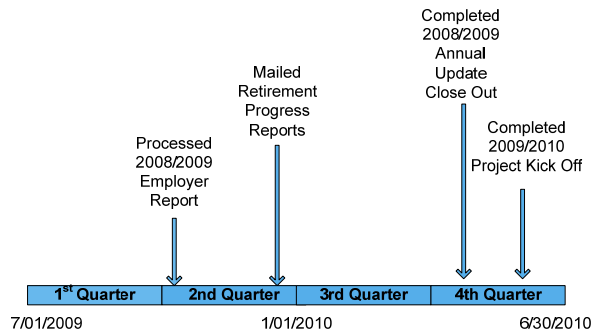 Completed
2008/2009
Annual
Update
Close Out
Mailed
Retirement
Progress
Reports
Completed
2009/2010
Project Kick Off
Processed
2008/2009
Employer
Report
1st Quarter
2nd Quarter
3rd Quarter
4th Quarter
7/01/2009
1/01/2010
6/30/2010